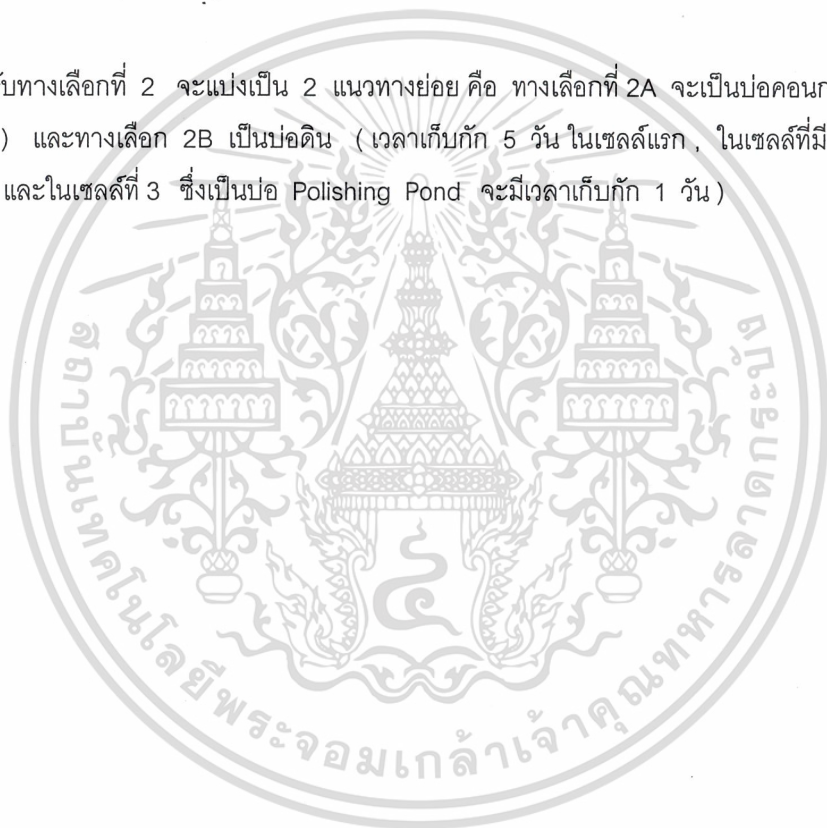 ับทางเลือกที่ 2 จะแบ่งเป็น 2 แนวทางย่อย คือ ทางเลือกที่ 2A จะเป็นบ่อคอนก
) และทางเลือก 2B เป็นบ่อดิน ( เวลาเก็บกัก 5 วัน ในเซลล์แรก , ในเซลล์ที่มี
และในเซลล์ที่ 3 ซึ่งเป็นบ่อ Polishing Pond จะมีเวลาเก็บกัก 1 วัน )
สถาบันเทคโนโลยีพระจอมเกล้าเจ้าคุณทหารลาดกระบัง